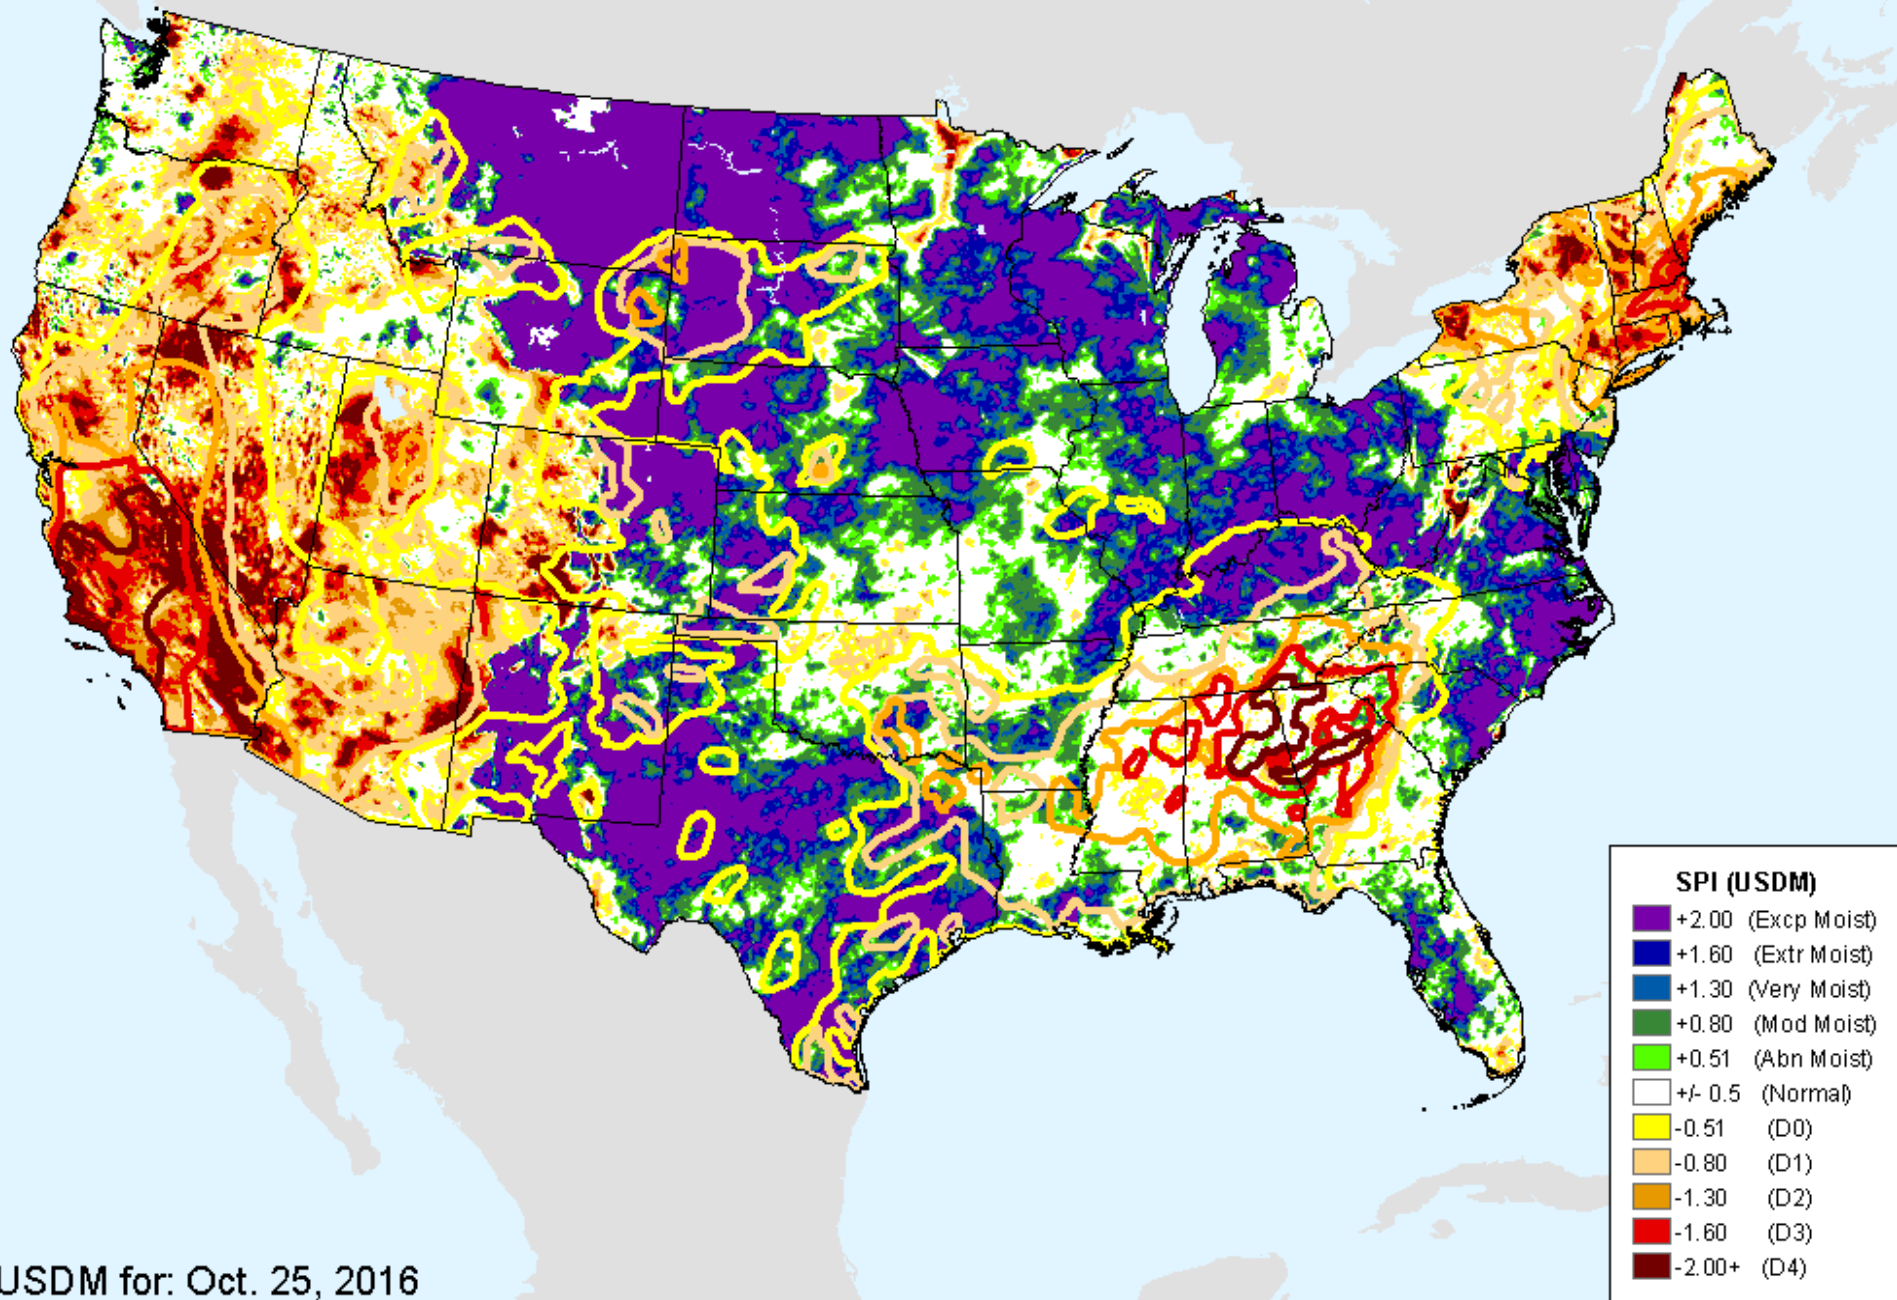 SPI (USDM)
+2.00 (Excp Moist)
+1.60 (Extr Moist)
+1.30 (Very Moist)
+0.80 (Mod Moist)
+0.51 (Abn Moist)
+/- 0.5 (Normal)
-0.51 (D0)
-0.80 (D1)
-1.30 (D2)
-1.60 (D3)
-2.00+ (D4)
USDM for: Oct. 25, 2016